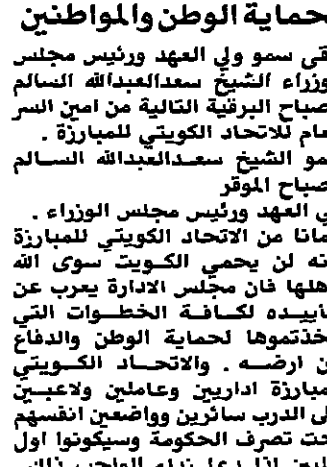 حماية الوطن والمواطنين
قى سمو ولي العهد ورئيس مجلس
وزراء الشيخ سعدالعبدالله السالم
صباح البرقية التالية من امين السر
عام للاتحاد الكويتي للمبارزة .
مو الشيخ سعدالعبدالله السالم
صباح الموقر
ي العهد ورئيس مجلس الوزراء .
مانا من الاتحاد الكويتي للمبارزة
نه لن يحمي الكويت سوى الله
هلها فان مجلس الادارة يعرب عن
أييده لكافة الخطوات التي
خذتموها لحماية الوطن والدفاع
ن ارضه . والاتحاد الكويتي
مبارزة اداريين وعاملين ولاعبين
لى الدرب سائرين وواضعين انفسهم
حت تصرف الحكومة وسيكونوا اول